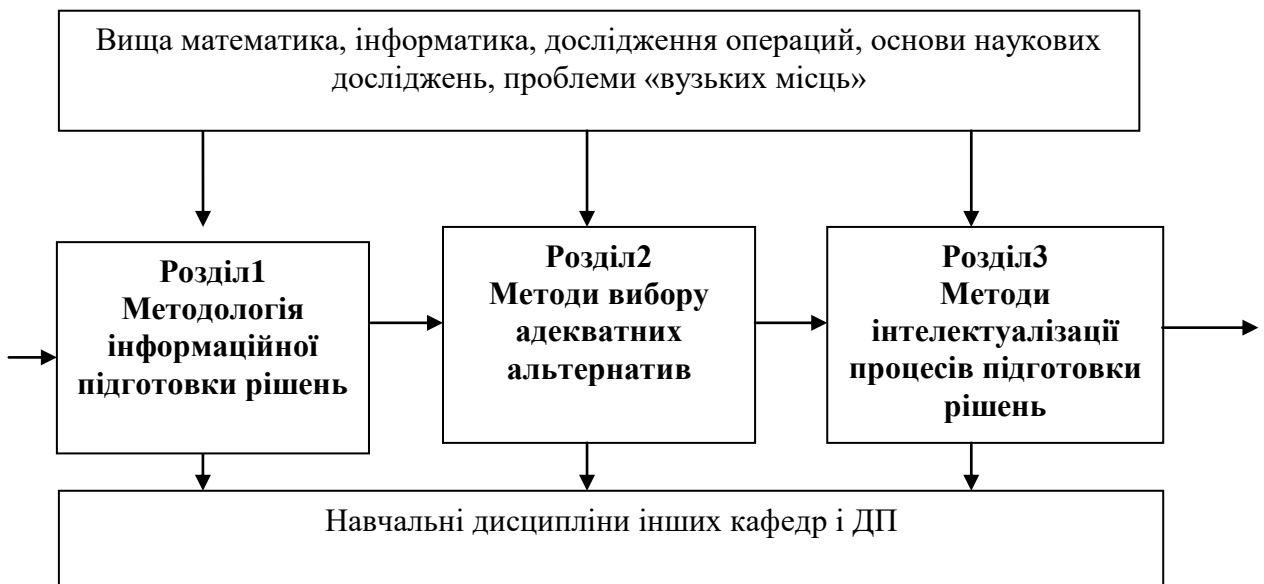 Вища математика, інформатика, дослідження операцій, основи наукових
досліджень, проблеми «вузьких місць»
Розділ1
Методологія
інформаційної
підготовки рішень
Розділ2
Методи вибору
адекватних
альтернатив
Розділ3
Методи
інтелектуалізації
процесів підготовки
рішень
Навчальні дисципліни інших кафедр і ДП